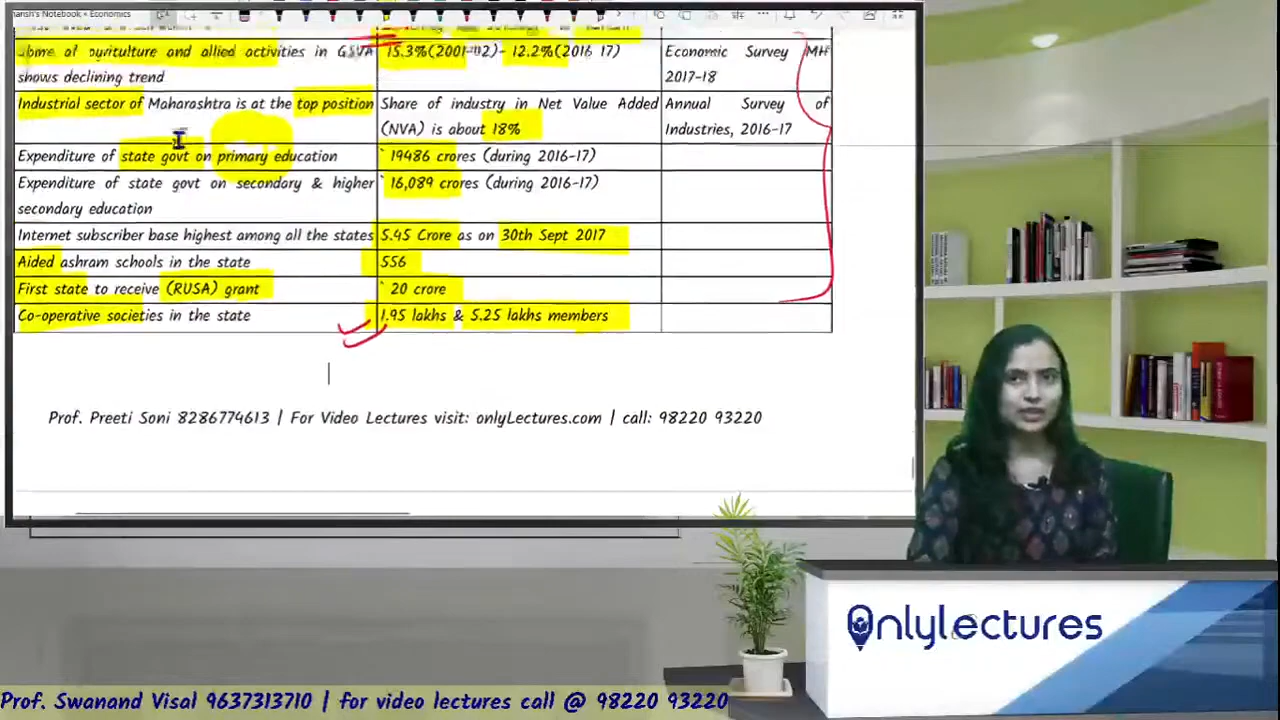 arish's Notebook » Economics
of agriculture and allied activities in GSVA 15.3%(2001-02)- 12.2%(2016 17) Economic Survey MH
shows declining trend 2017-18
Industrial sector of Maharashtra is at the top position Share of industry in Net Value Added Annual Survey of
(NVA) is about 18% Industries, 2016-17
Expenditure of state govt on primary education ` 19486 crores (during 2016-17)
Expenditure of state govt on secondary & higher ` 16,089 crores (during 2016-17)
secondary education
Internet subscriber base highest among all the states 5.45 Crore as on 30th Sept 2017
Aided ashram schools in the state 556
First state to receive (RUSA) grant ` 20 crore
Co-operative societies in the state 1.95 lakhs & 5.25 lakhs members
Prof. Preeti Soni 8286774613 | For Video Lectures visit: onlyLectures.com | call: 98220 93220
Onlylectures
Prof. Swanand Visal 9637313710 | for video lectures call @ 98220 93220